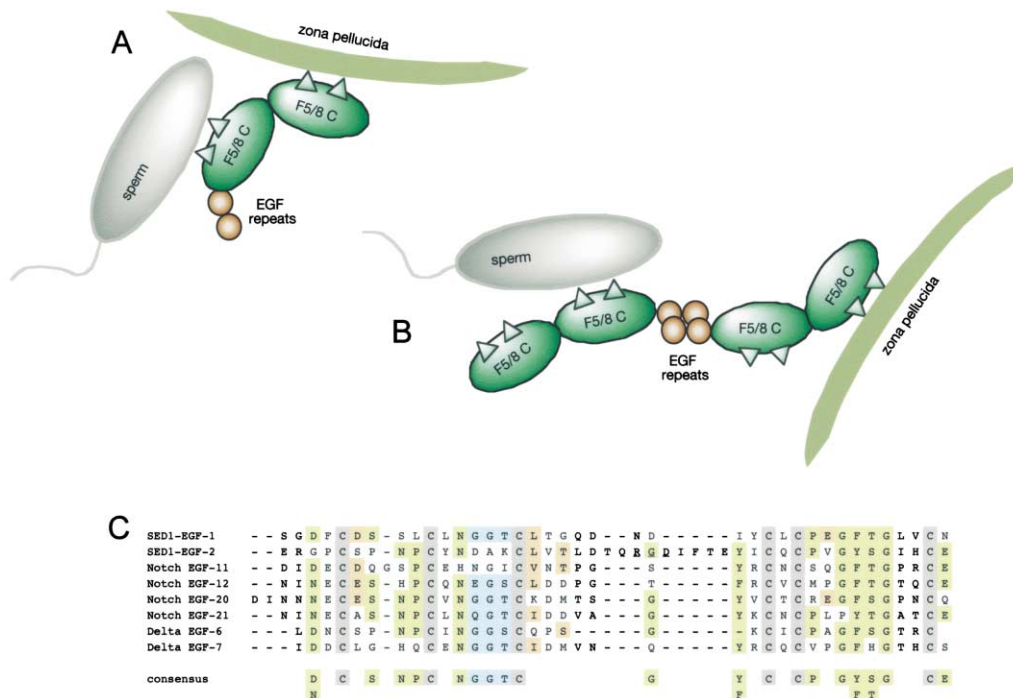 A
zona pellucida
F5/8 C
F5/8 C
sperm
EGF
repeats
B
sperm
F5/8 C
F5/8 C
F5/8 C
F5/8 C
EGF
repeats
zona pellucida
C
SED1-EGF-1 - - S G D F C D S - S L C L N G G T C L T G Q D - - N D - - - - I Y C L C P E G F T G L V C N
SED1-EGF-2 - - E R G P C S P - N P C Y N D A K C L V T L D T Q R G D I F T E Y I C Q C P V G Y S G I H C E
Notch EGF-11 - - D I D E C D Q G S P C E H N G I C V N T P G - - - - - S - - - - F R C N C S Q G F T G P R C E
Notch EGF-12 - - N I N E C E S - H P C Q N E G S C L D D P G - - - - - T - - - - F R C V C M P G F T G T Q C E
Notch EGF-20 D I N N N E C E S - N P C V N G G T C K D M T S - - - - - G - - - - Y V C T C R E G F S G P N C Q
Notch EGF-21 - - N I N E C A S - N P C L N Q G T C I D D V A - - - - - G - - - - Y K C N C P L P Y T G A T C E
Delta EGF-6 - - - L D N C S P - N P C I N G G S C Q P S - - - - - - - G - - - - - K C I C P A G F S G T R C
Delta EGF-7 - - - I D D C L G - H Q C E N G G T C I D M V N - - - - - Q - - - - Y R C Q C V P G F H G T H C S
consensus D C S N P C N G G T C G Y C C P G Y S G C E
N F F T